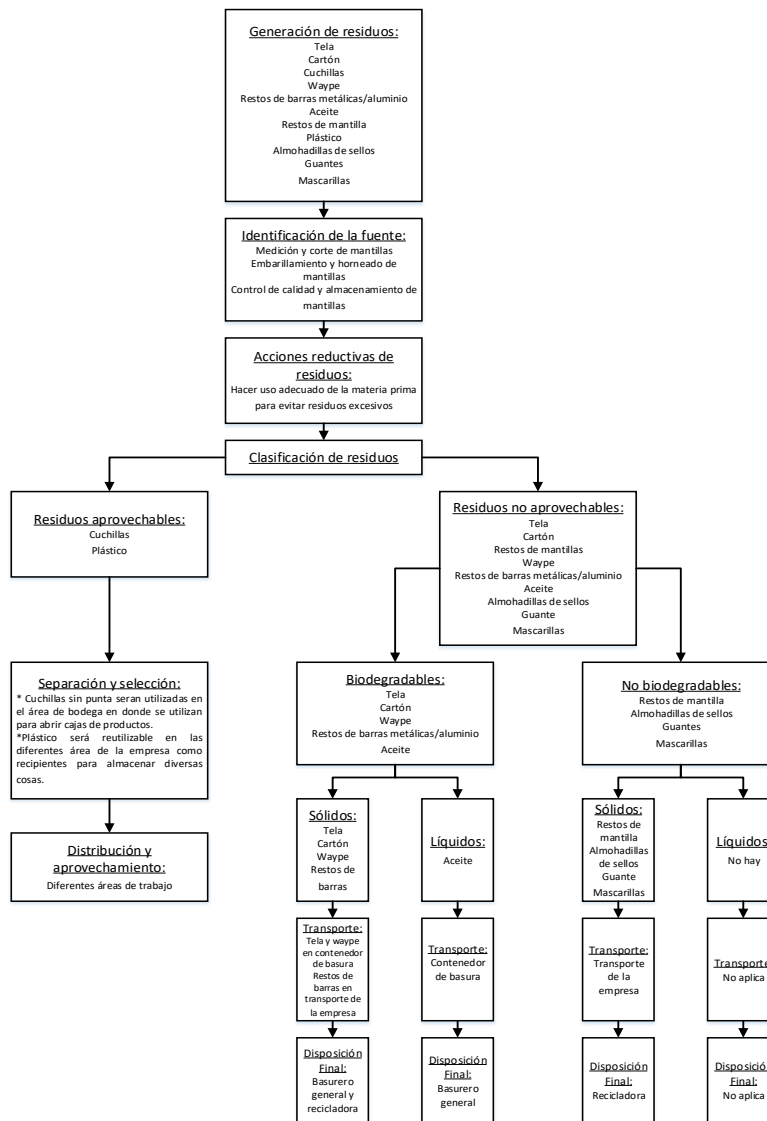 Generación de residuos:
Tela
Cartón
Cuchillas
Waype
Restos de barras metálicas/aluminio
Aceite
Restos de mantilla
Plástico
Almohadillas de sellos
Guantes
Mascarillas
Identificación de la fuente:
Medición y corte de mantillas
Embarillamiento y horneado de
mantillas
Control de calidad y almacenamiento de
mantillas
Acciones reductivas de
residuos:
Hacer uso adecuado de la materia prima
para evitar residuos excesivos
Clasificación de residuos
Residuos aprovechables:
Cuchillas
Plástico
Residuos no aprovechables:
Tela
Cartón
Restos de mantillas
Waype
Restos de barras metálicas/aluminio
Aceite
Almohadillas de sellos
Guante
Mascarillas
Separación y selección:
* Cuchillas sin punta seran utilizadas en
el área de bodega en donde se utilizan
para abrir cajas de productos.
*Plástico será reutilizable en las
diferentes área de la empresa como
recipientes para almacenar diversas
cosas.
Biodegradables:
Tela
Cartón
Waype
Restos de barras metálicas/aluminio
Aceite
No biodegradables:
Restos de mantilla
Almohadillas de sellos
Guantes
Mascarillas
Distribución y
aprovechamiento:
Diferentes áreas de trabajo
Sólidos:
Tela
Cartón
Waype
Restos de
barras
Líquidos:
Aceite
Sólidos:
Restos de
mantilla
Almohadillas
de sellos
Guante
Mascarillas
Líquidos
No hay
Transporte:
Tela y waype
en contenedor
de basura
Restos de
barras en
transporte de
la empresa
Transporte:
Contenedor
de basura
Transporte:
Transporte
de la
empresa
Transporte
No aplica
Disposición
Final:
Basurero
general y
recicladora
Disposición
Final:
Basurero
general
Disposición
Final:
Recicladora
Disposición
Final:
No aplica